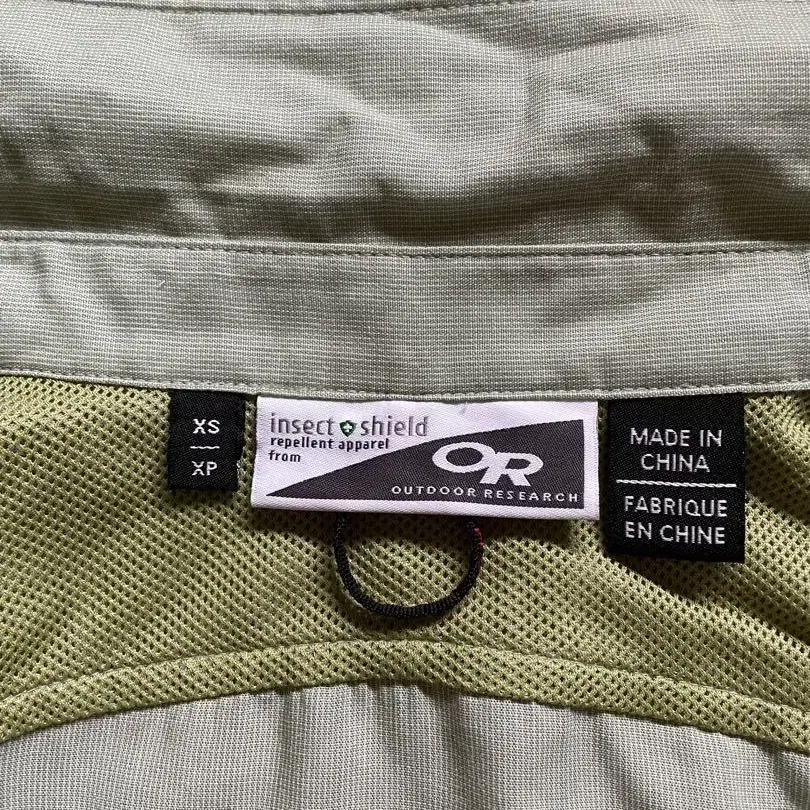 XS
XP
insect shield
repellent apparel
from
OR
OUTDOOR RESEARCH
MADE IN
CHINA
FABRIQUE
EN CHINE